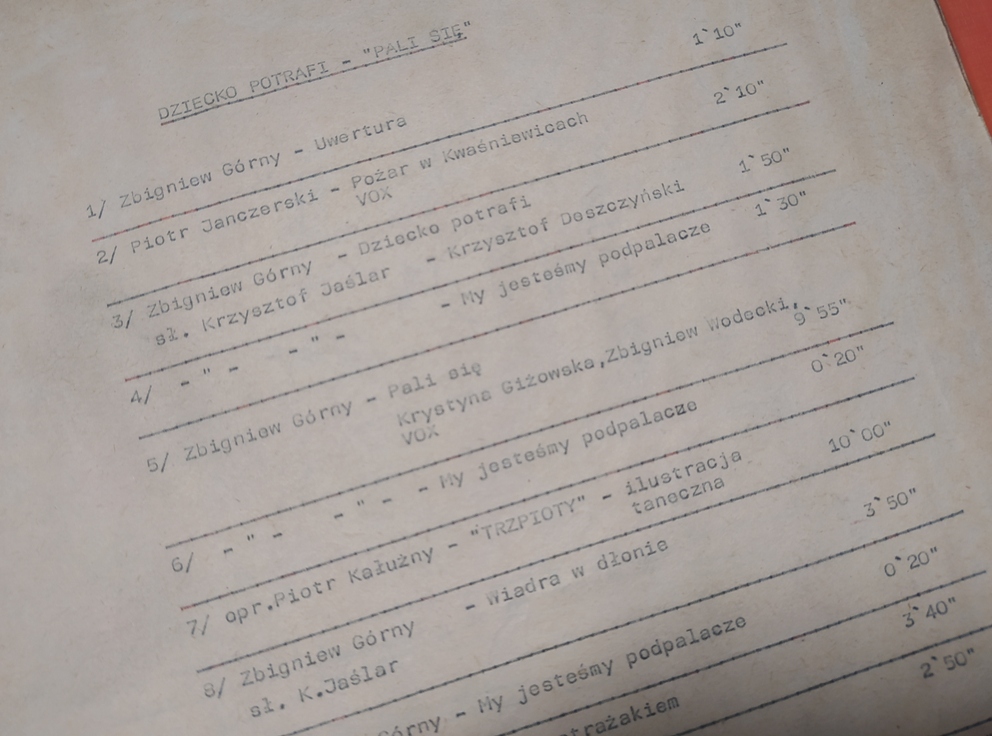 DZIECKO POTRAFI - "PALI SIĘ"
1/ Zbigniew Górny - Uwertura 1`10"
2/ Piotr Janczerski - Pożar w Kwaśniewicach 2`10"
VOX
3/ Zbigniew Górny - Dziecko potrafi 1`50"
sł. Krzysztof Jaślar - Krzysztof Deszczyński
4/ - " - - " - - My jesteśmy podpalacze 1`30"
5/ Zbigniew Górny - Pali się 9`55"
Krystyna Giżowska,Zbigniew Wodecki,
VOX
6/ - " - - " - - My jesteśmy podpalacze 0`20"
7/ opr.Piotr Kałużny - "TRZPIOTY" - ilustracja 10`00"
taneczna
8/ Zbigniew Górny - Wiadra w dłonie 3`50"
sł. K.Jaślar
Górny - My jesteśmy podpalacze 0`20"
strażakiem 3`40"
2`50"